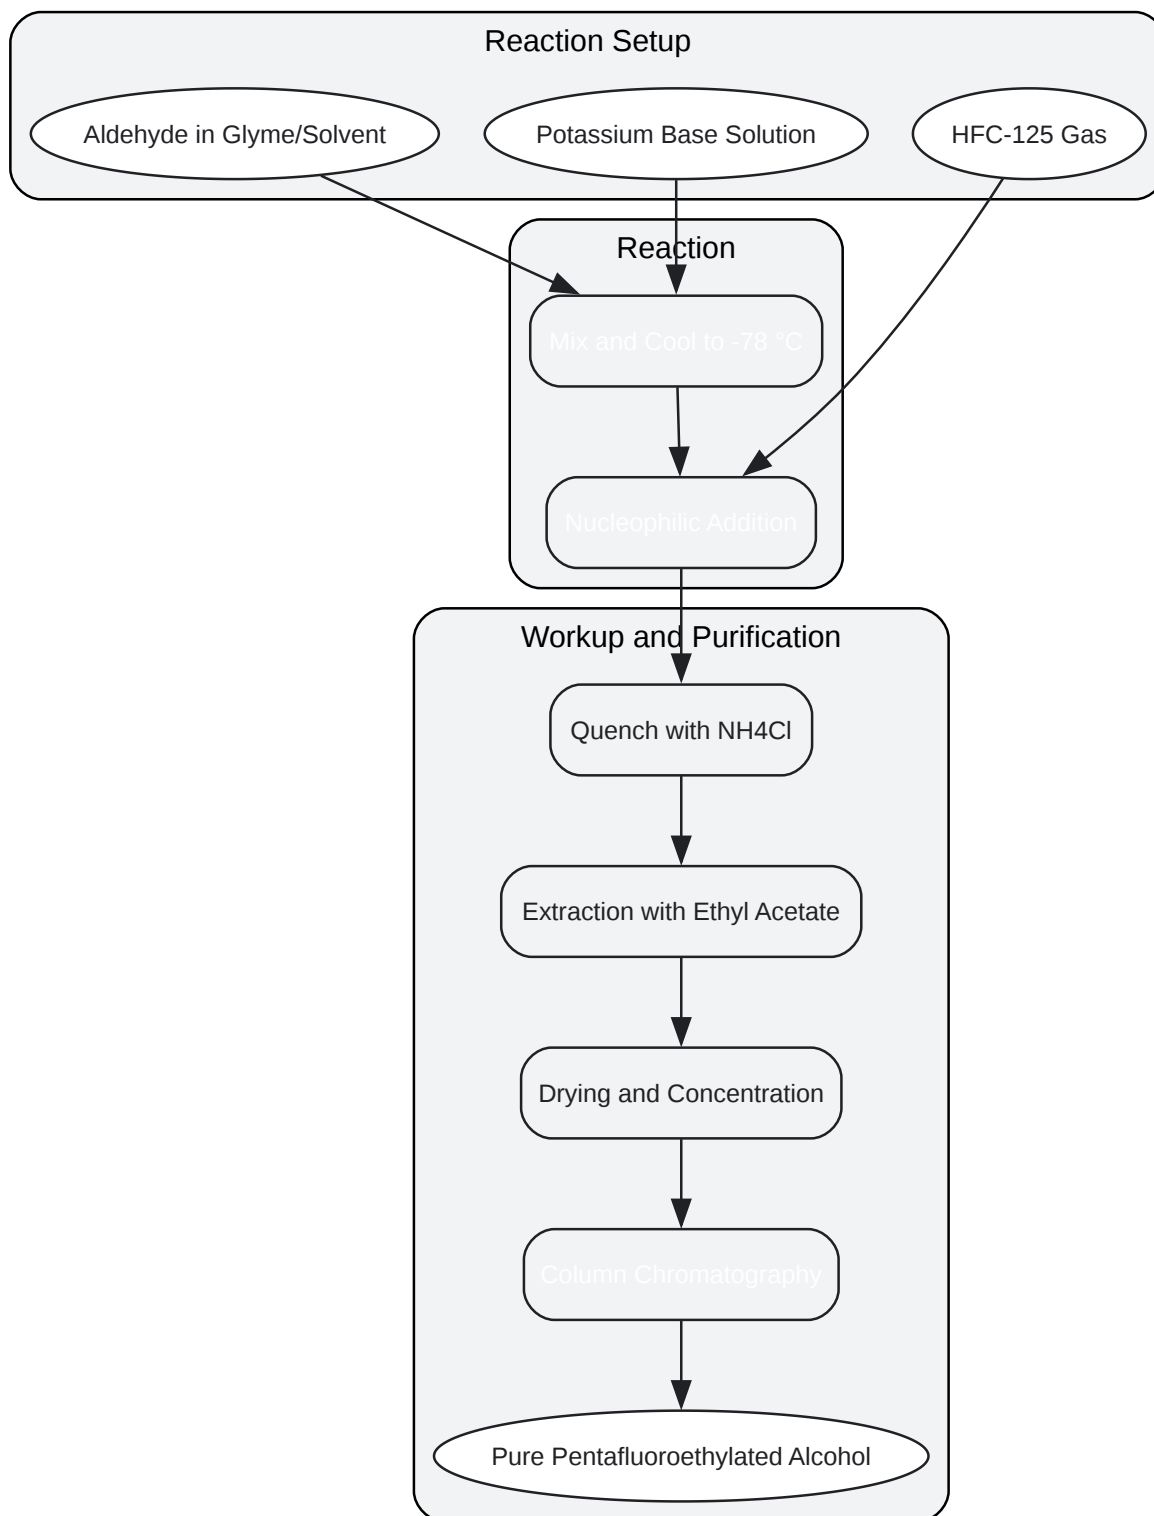 Reaction Setup
Aldehyde in Glyme/Solvent
Potassium Base Solution
HFC-125 Gas
Reaction
Mix and Cool to -78 °C
Nucleophilic Addition
Workup and Purification
Quench with NH4Cl
Extraction with Ethyl Acetate
Drying and Concentration
Column Chromatography
Pure Pentafluoroethylated Alcohol